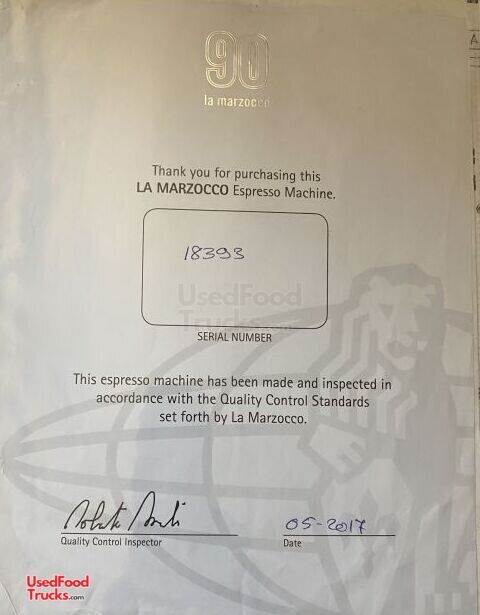 90
la marzocco
Thank you for purchasing this
LA MARZOCCO Espresso Machine.
18393
UsedFood
Trucks.com
SERIAL NUMBER
This espresso machine has been made and inspected in
accordance with the Quality Control Standards
set forth by La Marzocco.
05-2017
Quality Control Inspector
Date
UsedFood
Trucks.com
A